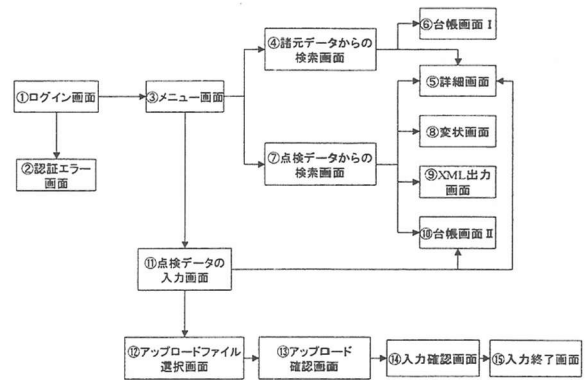 ①ログイン画面
②認証エラー
画面
③メニュー画面
④諸元データからの
検索画面
⑥台帳画面Ⅰ
⑤詳細画面
⑦点検データからの
検索画面
⑧変状画面
⑨XML出力
画面
⑩台帳画面Ⅱ
⑪点検データの
入力画面
⑫アップロードファイル
選択画面
⑬アップロード
確認画面
⑭入力確認画面
⑮入力終了画面